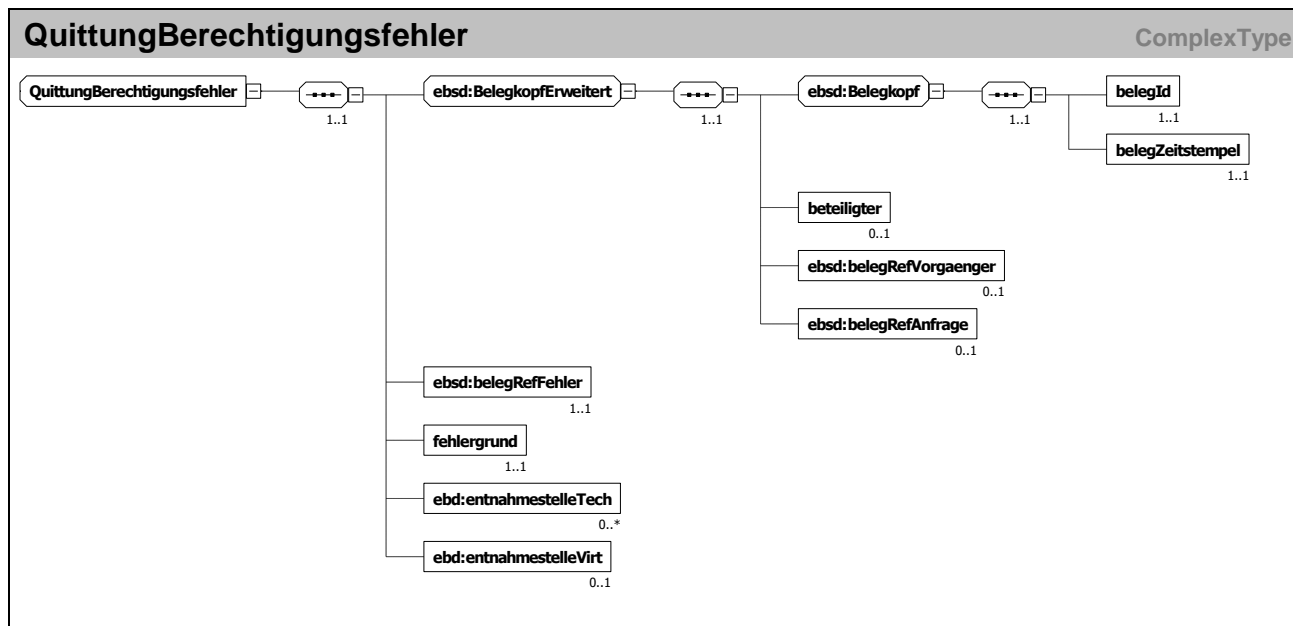 QuittungBerechtigungsfehler ComplexType
QuittungBerechtigungsfehler ebsd:BelegkopfErweitert ebsd:Belegkopf belegId
1..1 1..1 1..1 1..1
belegZeitstempel
1..1
beteiligter
0..1
ebsd:belegRefVorgaenger
0..1
ebsd:belegRefAnfrage
0..1
ebsd:belegRefFehler
1..1
fehlergrund
1..1
ebd:entnahmestelleTech
0..*
ebd:entnahmestelleVirt
0..1